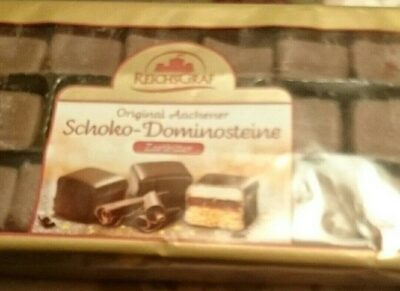 REICHSGRAF
Original Aachener
Schoko-Dominosteine
Zartbitter